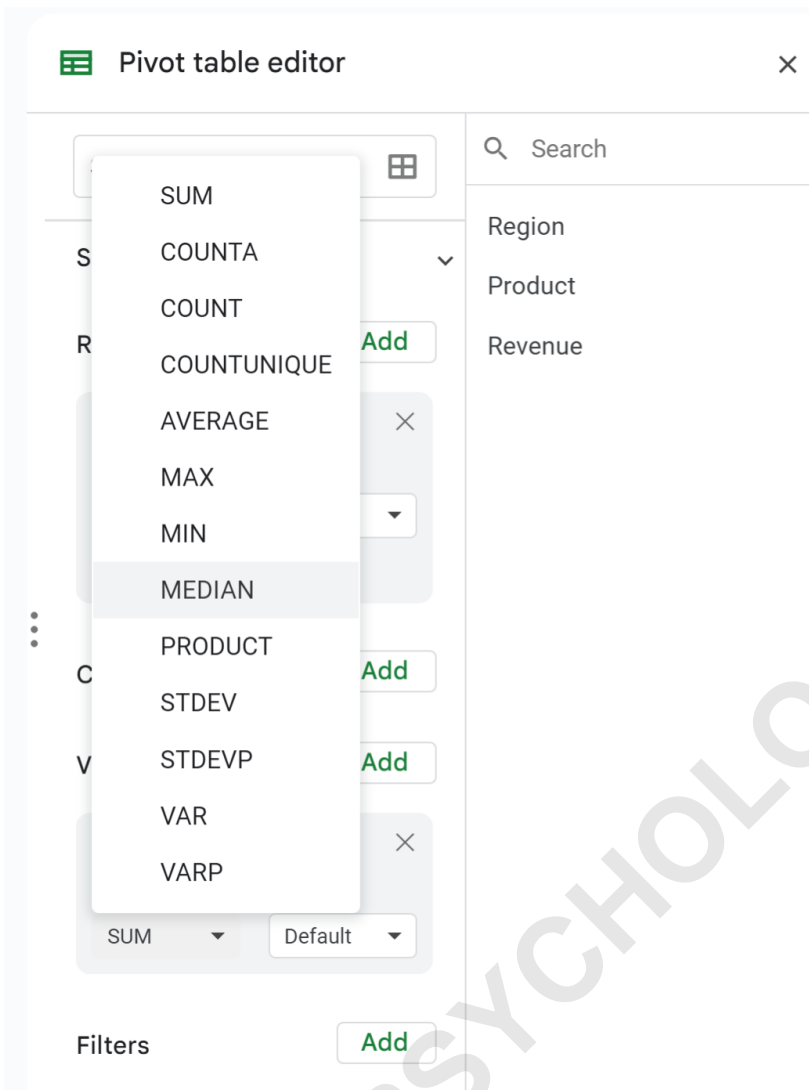 Pivot table editor
Search
SUM
Region
S
COUNTA
Product
COUNT
R
Add
Revenue
COUNTUNIQUE
AVERAGE
MAX
MIN
MEDIAN
PRODUCT
C
Add
STDEV
V
STDEVP
Add
VAR
VARP
SUM
Default
Filters
Add